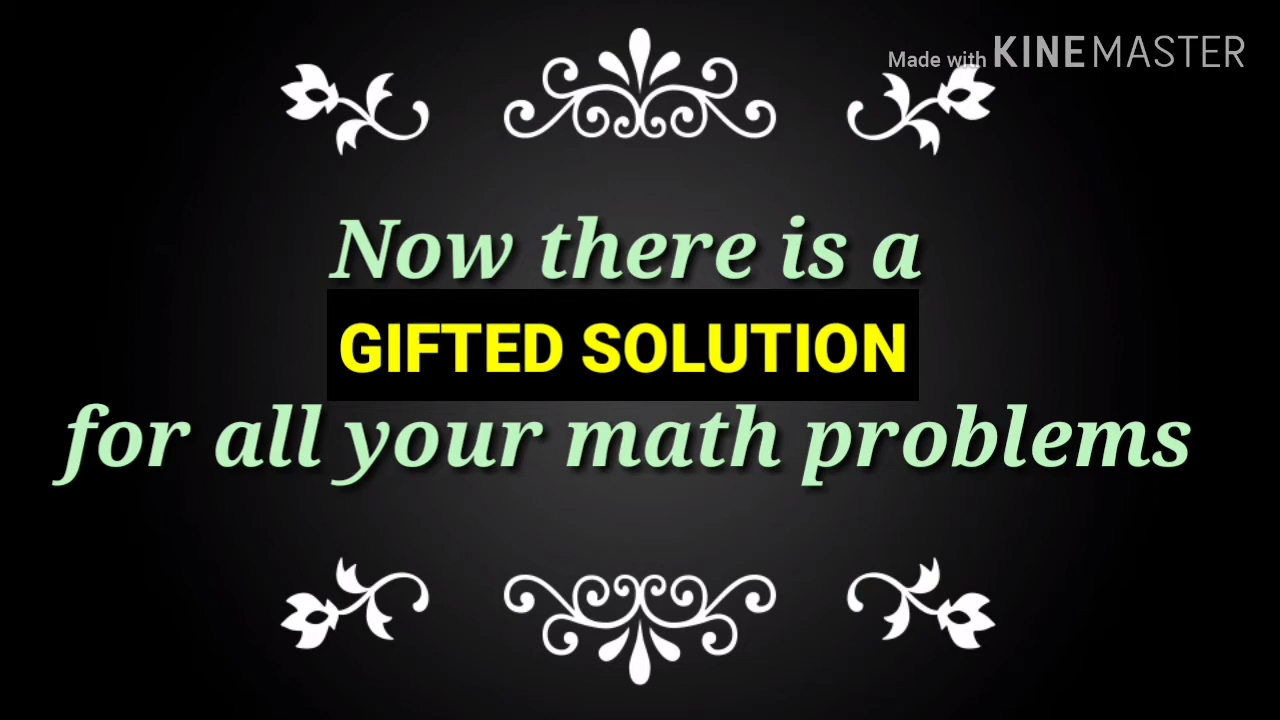 Made with KINEMASTER
Now there is a
GIFTED SOLUTION
for all your math problems